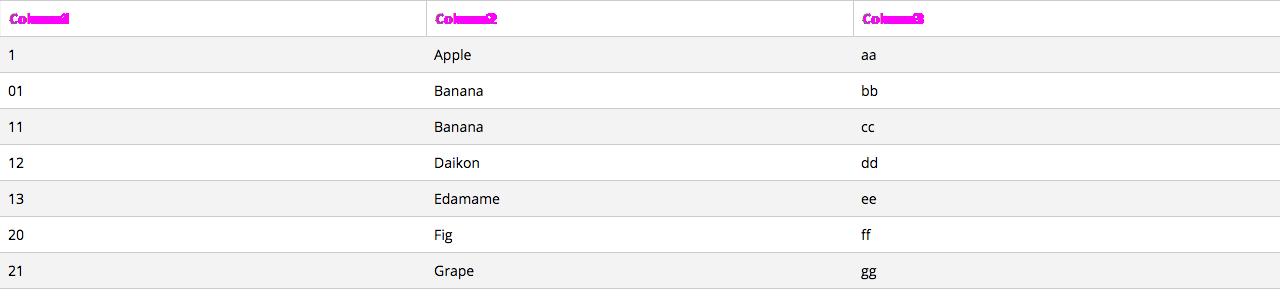 Column1 Column2 Column3
1 Apple aa
01 Banana bb
11 Banana cc
12 Daikon dd
13 Edamame ee
20 Fig ff
21 Grape gg